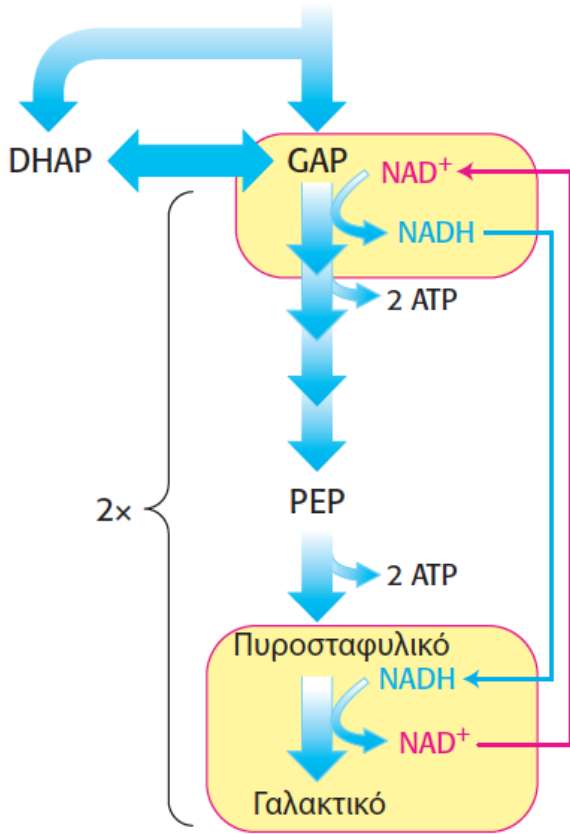 DHAP
GAP
NAD⁺
NADH
2 ATP
PEP
2×
2 ATP
Πυροσταφυλικό
NADH
NAD⁺
Γαλακτικό